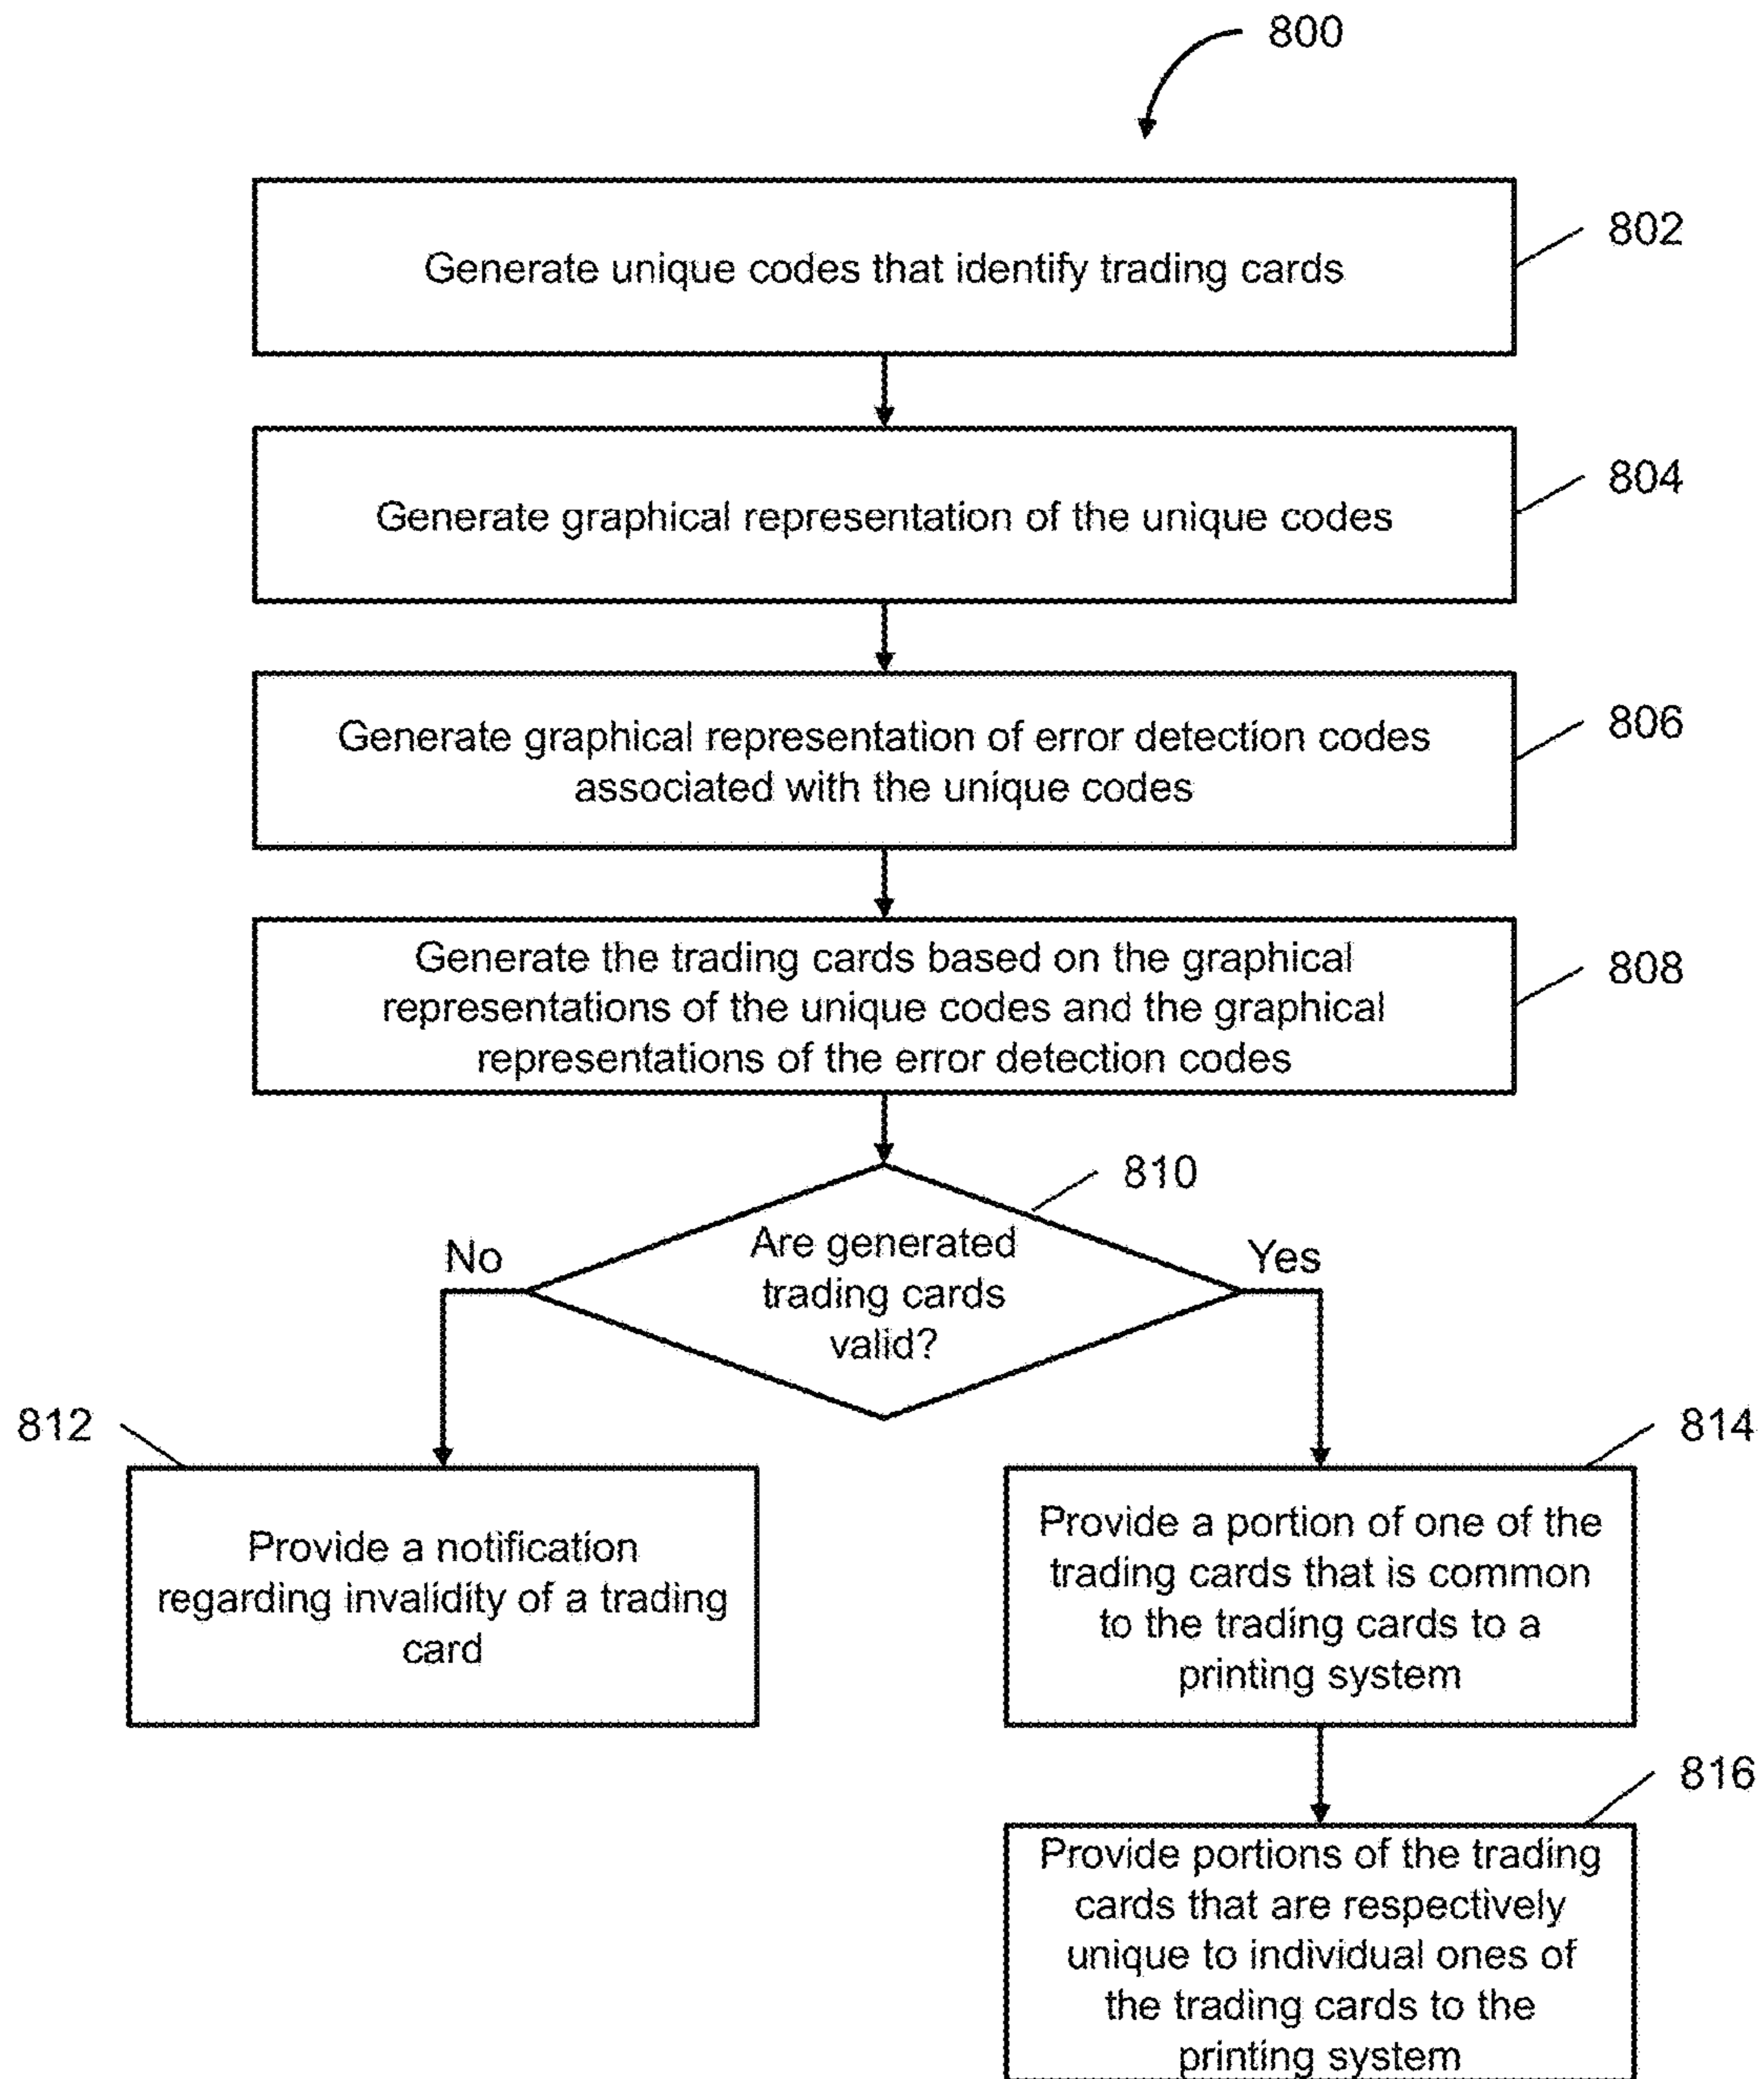 800
Generate unique codes that identify trading cards
802
Generate graphical representation of the unique codes
804
Generate graphical representation of error detection codes
associated with the unique codes
806
Generate the trading cards based on the graphical
representations of the unique codes and the graphical
representations of the error detection codes
808
810
Are generated
trading cards
valid?
No
Yes
812
Provide a notification
regarding invalidity of a trading
card
814
Provide a portion of one of the
trading cards that is common
to the trading cards to a
printing system
816
Provide portions of the trading
cards that are respectively
unique to individual ones of
the trading cards to the
printing system